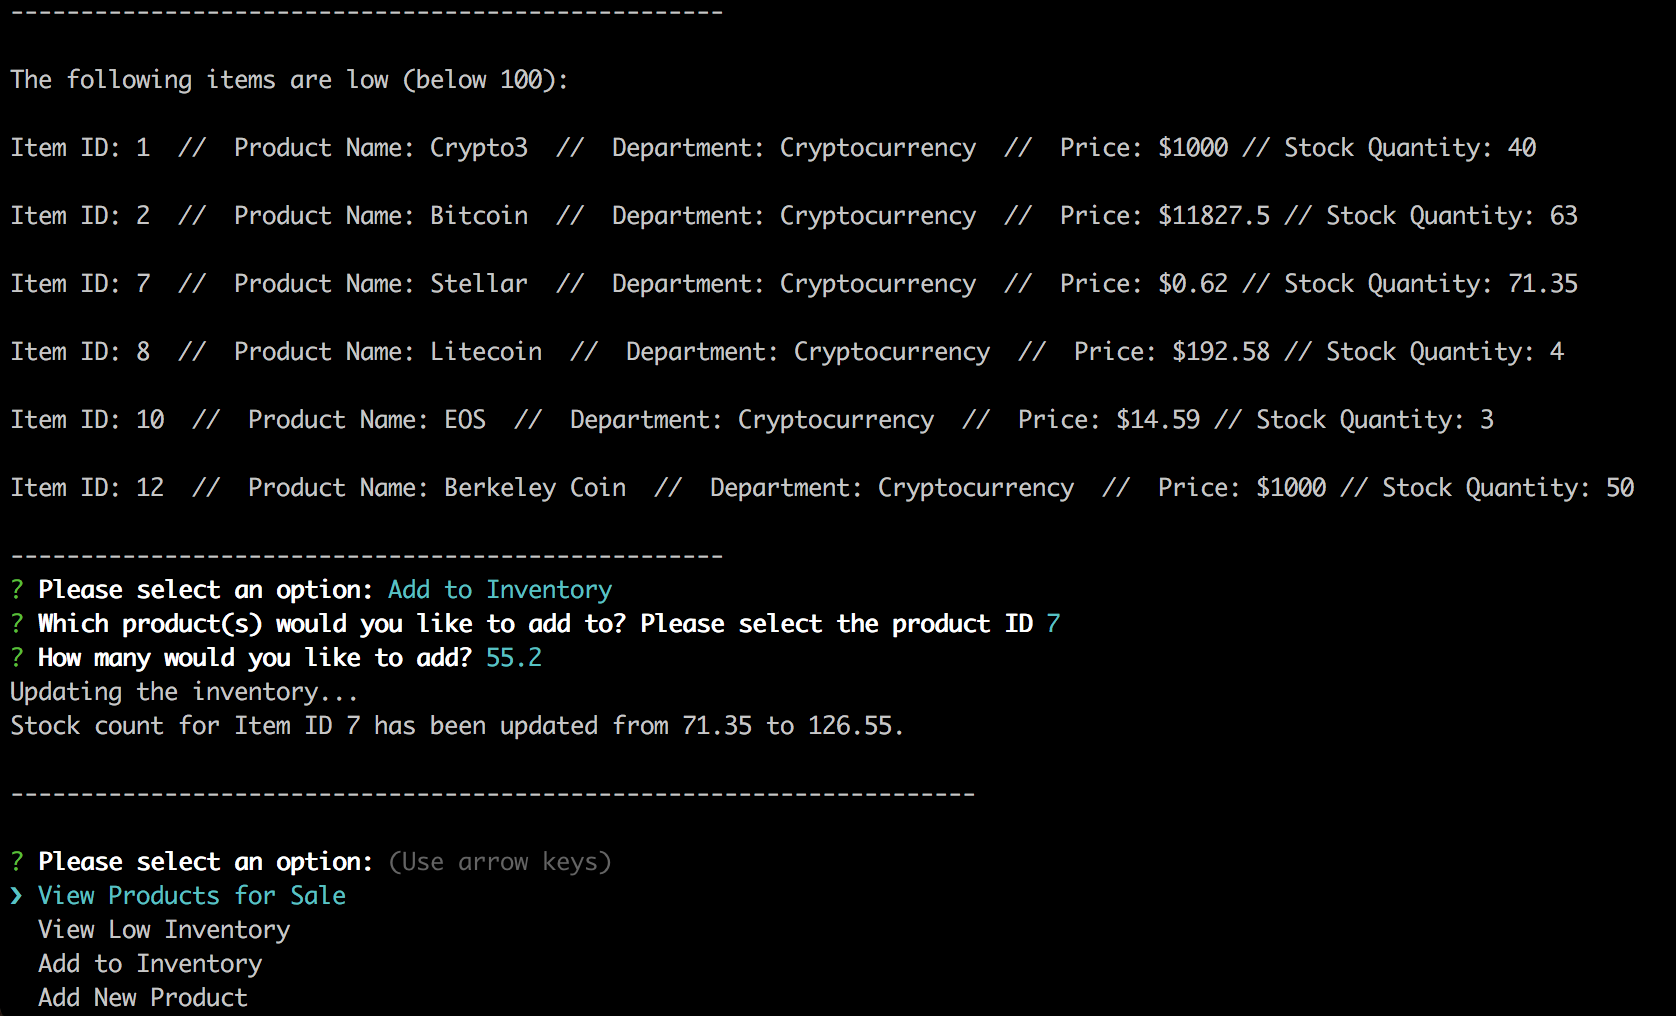 ---------------------------------------------------
The following items are low (below 100):
Item ID: 1  //  Product Name: Crypto3  //  Department: Cryptocurrency  //  Price: $1000 // Stock Quantity: 40
Item ID: 2  //  Product Name: Bitcoin  //  Department: Cryptocurrency  //  Price: $11827.5 // Stock Quantity: 63
Item ID: 7  //  Product Name: Stellar  //  Department: Cryptocurrency  //  Price: $0.62 // Stock Quantity: 71.35
Item ID: 8  //  Product Name: Litecoin  //  Department: Cryptocurrency  //  Price: $192.58 // Stock Quantity: 4
Item ID: 10  //  Product Name: EOS  //  Department: Cryptocurrency  //  Price: $14.59 // Stock Quantity: 3
Item ID: 12  //  Product Name: Berkeley Coin  //  Department: Cryptocurrency  //  Price: $1000 // Stock Quantity: 50
---------------------------------------------------
? Please select an option: Add to Inventory
? Which product(s) would you like to add to? Please select the product ID 7
? How many would you like to add? 55.2
Updating the inventory...
Stock count for Item ID 7 has been updated from 71.35 to 126.55.
---------------------------------------------------------------------
? Please select an option: (Use arrow keys)
❯ View Products for Sale
  View Low Inventory
  Add to Inventory
  Add New Product